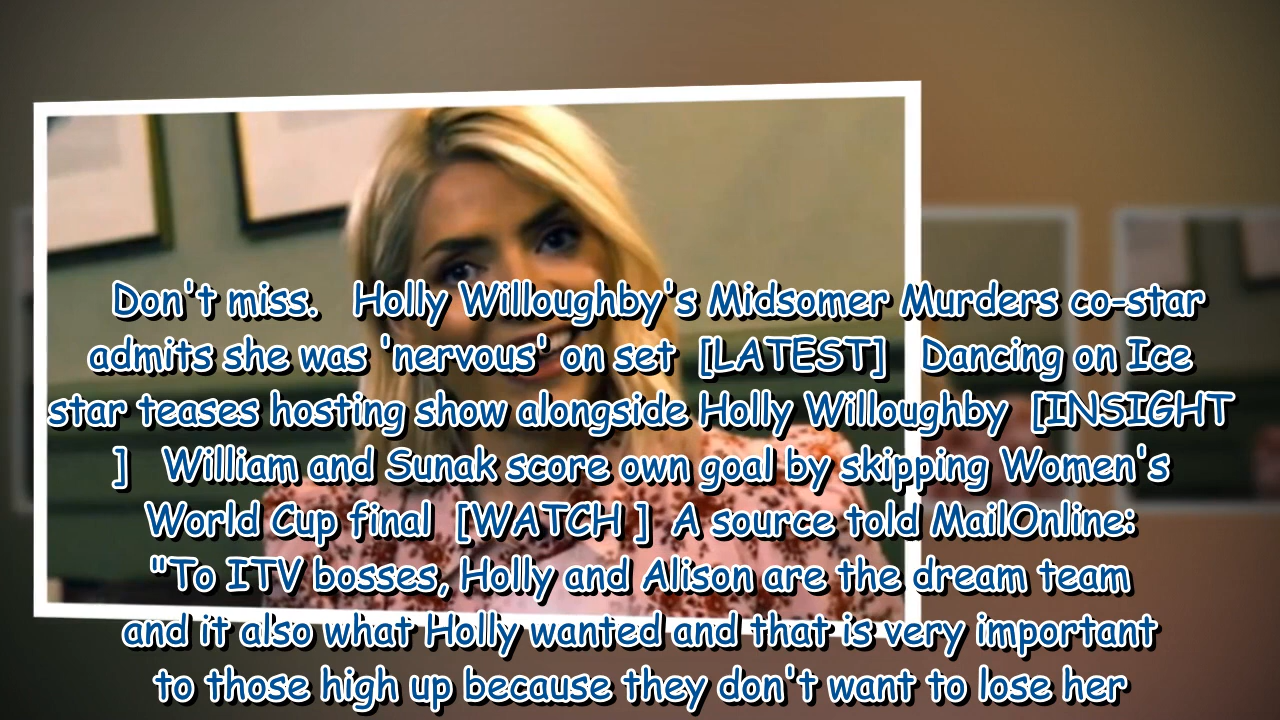 Don't miss.   Holly Willoughby's Midsomer Murders co-star
admits she was 'nervous' on set  [LATEST]   Dancing on Ice
star teases hosting show alongside Holly Willoughby  [INSIGHT
]   William and Sunak score own goal by skipping Women's
World Cup final  [WATCH ]  A source told MailOnline:
"To ITV bosses, Holly and Alison are the dream team
and it also what Holly wanted and that is very important
to those high up because they don't want to lose her